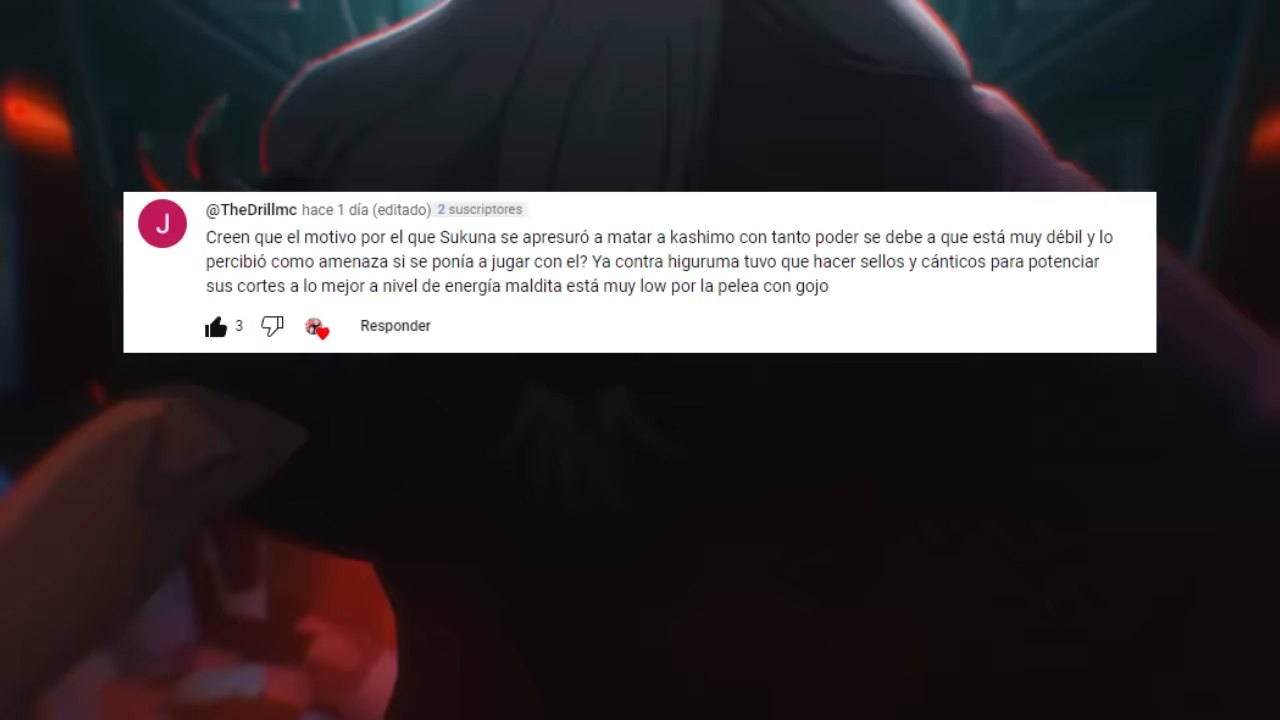 J
@TheDrillmc hace 1 día (editado) 2 suscriptores
Creen que el motivo por el que Sukuna se apresuró a matar a kashimo con tanto poder se debe a que está muy débil y lo
percibió como amenaza si se ponía a jugar con el? Ya contra higuruma tuvo que hacer sellos y cánticos para potenciar
sus cortes a lo mejor a nivel de energía maldita está muy low por la pelea con gojo
3 Responder